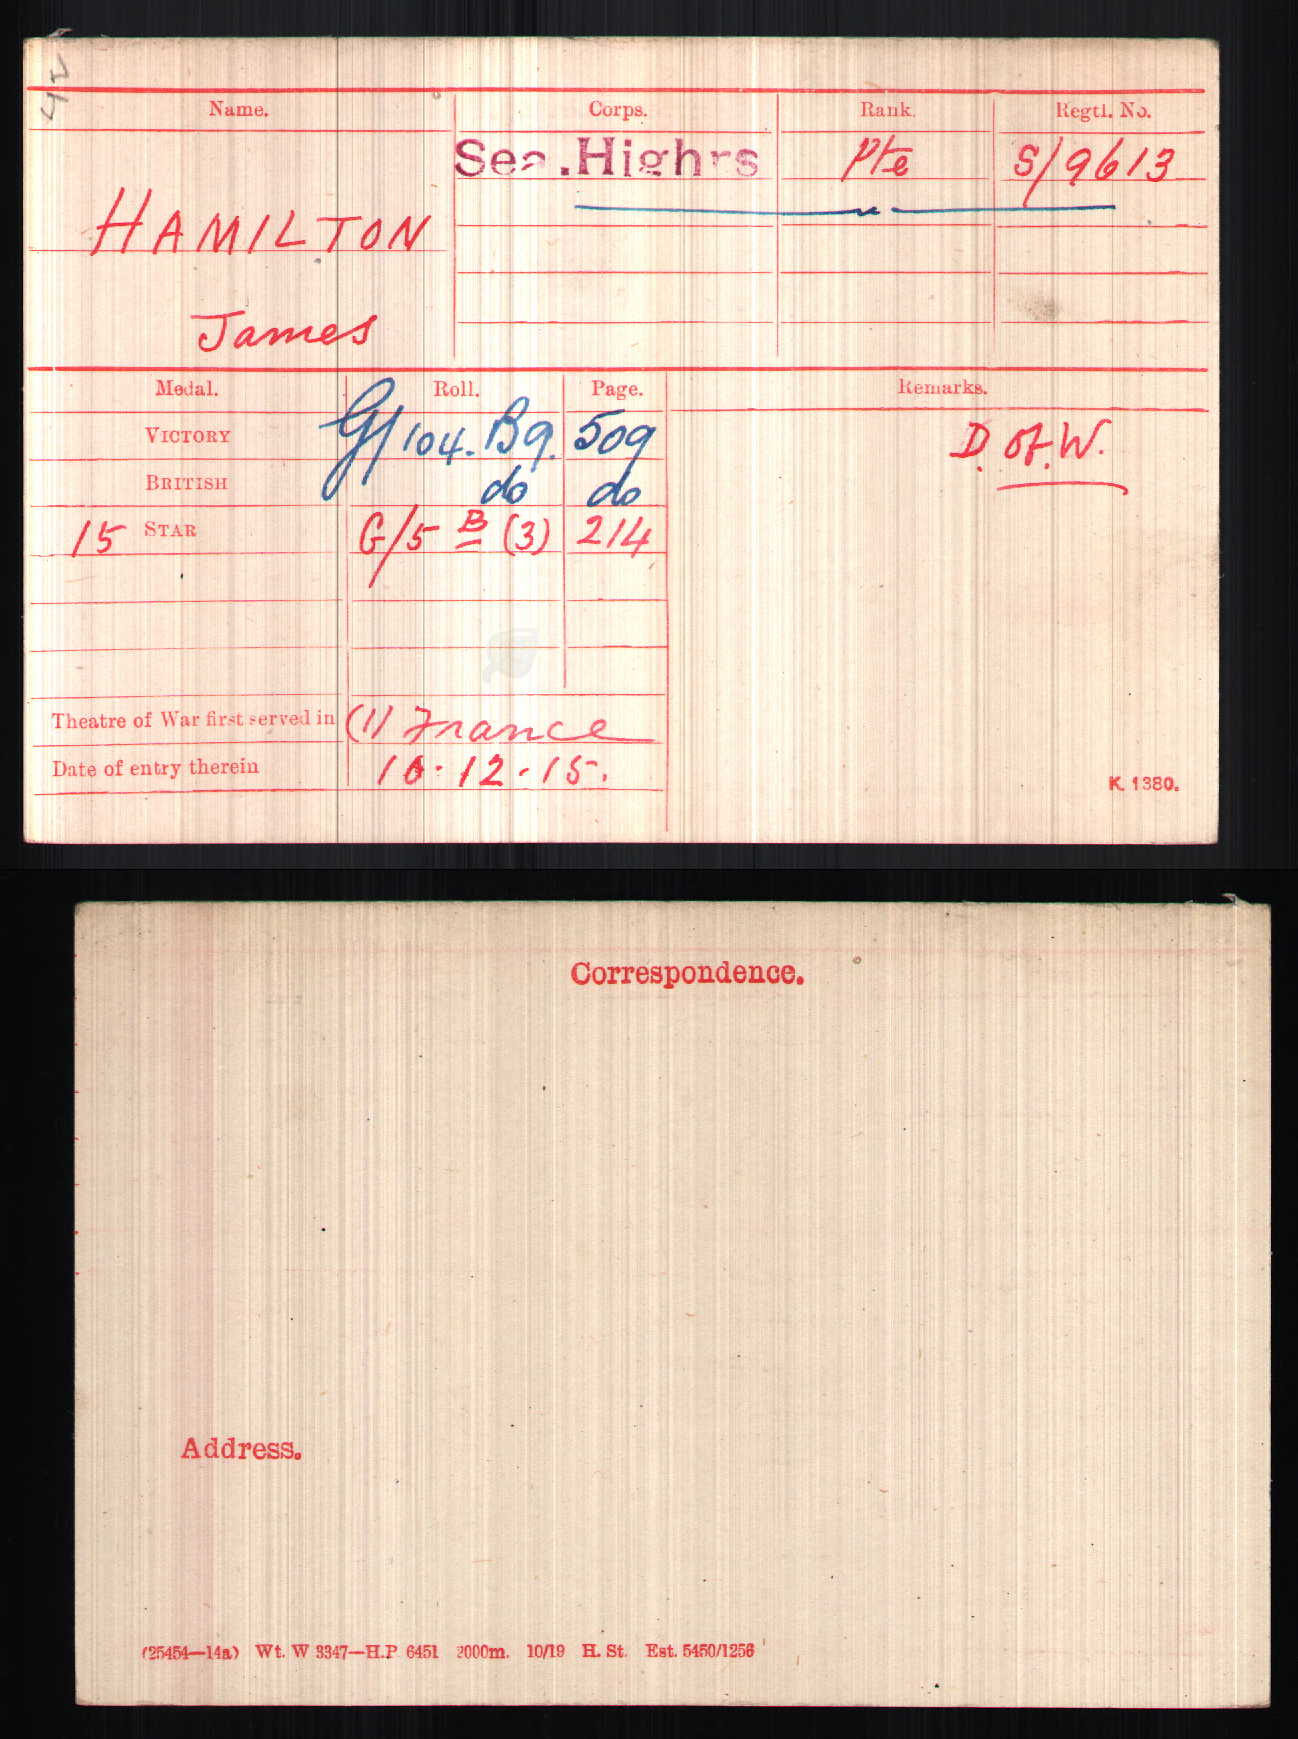 42
Name. Corps. Rank. Regtl. No.
Sea.Highrs Pte S/9613
HAMILTON
James
Medal. Roll. Page. Remarks.
VICTORY G/104.B9. 509 D. of. W.
BRITISH do do
15 STAR G/5 B (3) 214
Theatre of War first served in (1) France
Date of entry therein 12.15.
K. 1380.
Correspondence.
Address.
(25454—14a) Wt. W 3347—H.P. 6451 2000m. 10/19 H. St. Est. 5450/1256